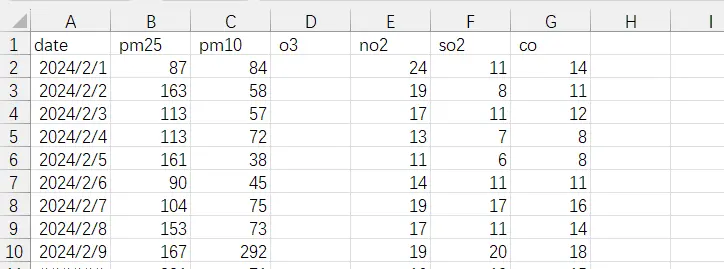 A B C D E F G H I
1 date pm25 pm10 o3 no2 so2 co
2 2024/2/1 87 84 24 11 14
3 2024/2/2 163 58 19 8 11
4 2024/2/3 113 57 17 11 12
5 2024/2/4 113 72 13 7 8
6 2024/2/5 161 38 11 6 8
7 2024/2/6 90 45 14 11 11
8 2024/2/7 104 75 19 17 16
9 2024/2/8 153 73 17 11 14
10 2024/2/9 167 292 19 20 18